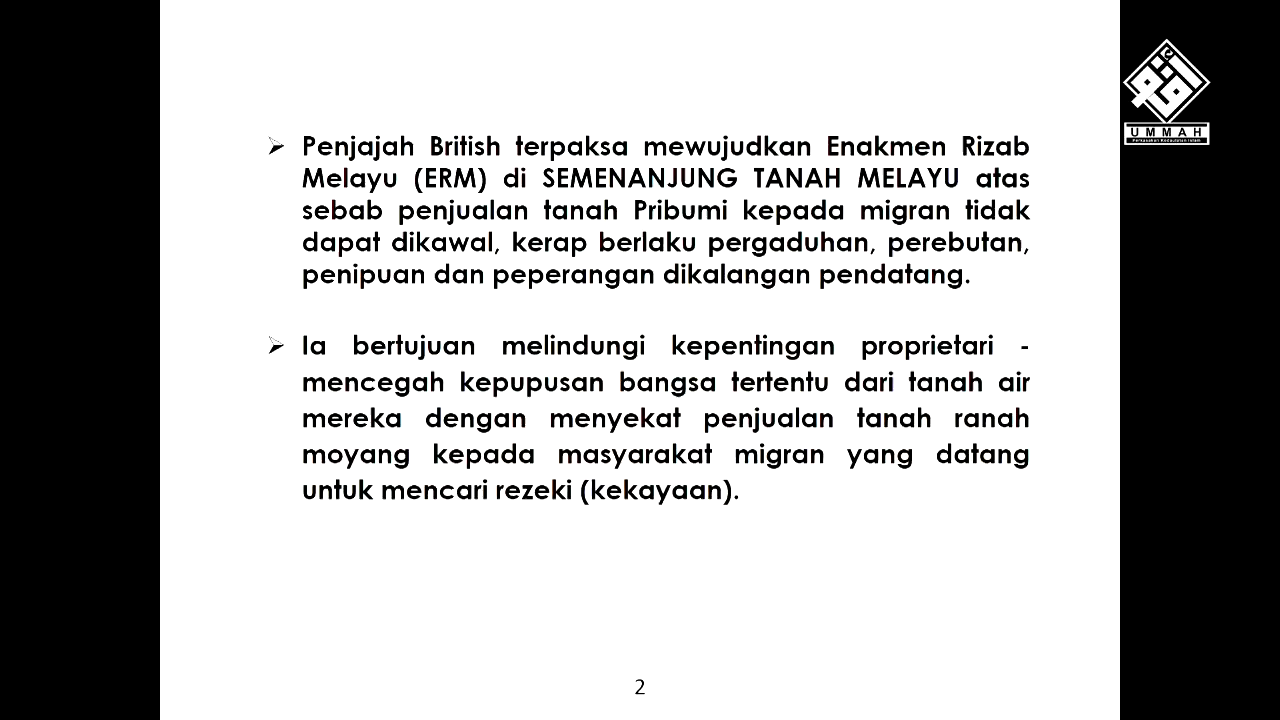 ➢ Penjajah British terpaksa mewujudkan Enakmen Rizab
Melayu (ERM) di SEMENANJUNG TANAH MELAYU atas
sebab penjualan tanah Pribumi kepada migran tidak
dapat dikawal, kerap berlaku pergaduhan, perebutan,
penipuan dan peperangan dikalangan pendatang.
➢ Ia bertujuan melindungi kepentingan proprietari -
mencegah kepupusan bangsa tertentu dari tanah air
mereka dengan menyekat penjualan tanah ranah
moyang kepada masyarakat migran yang datang
untuk mencari rezeki (kekayaan).
2
UMMAH